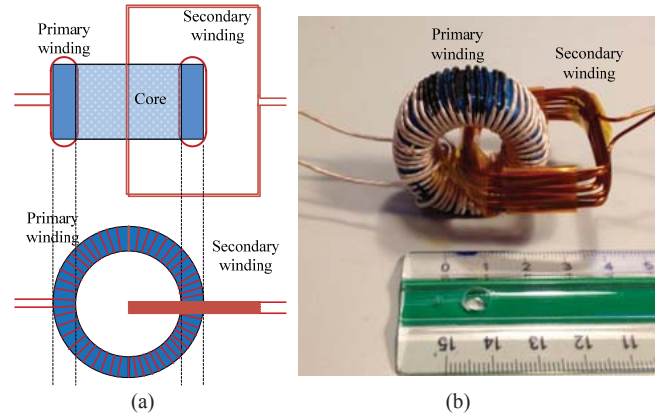 Primary
winding
Secondary
winding
Core
Primary
winding
Secondary
winding
(a)
Primary
winding
Secondary
winding
0 1 2 3 4 5
15 14 13 12 11
(b)